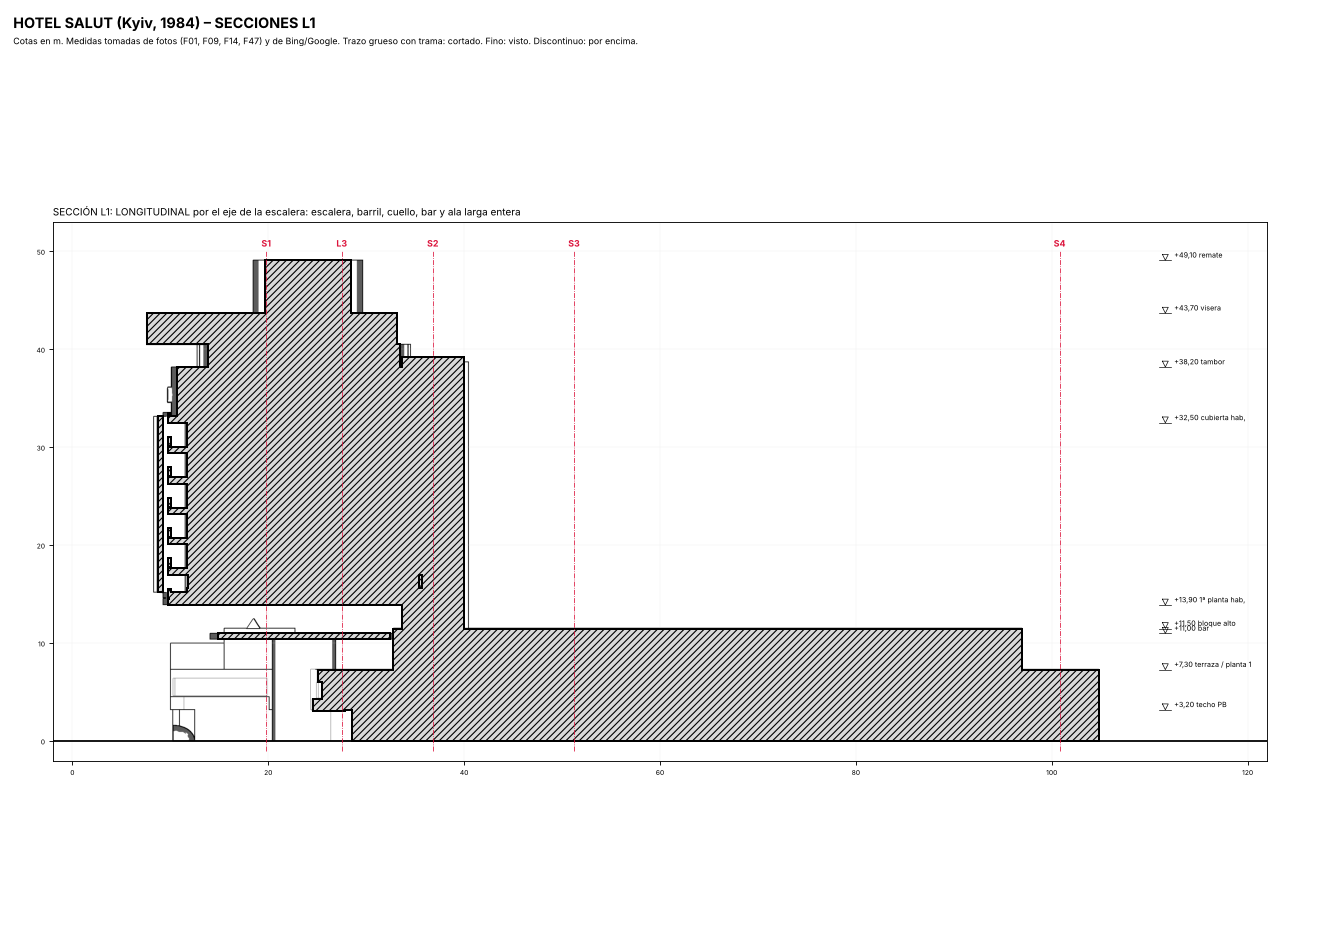 HOTEL SALUT (Kyiv, 1984) – SECCIONES L1
Cotas en m. Medidas tomadas de fotos (F01, F09, F14, F47) y de Bing/Google. Trazo grueso con trama: cortado. Fino: visto. Discontinuo: por encima.
SECCIÓN L1: LONGITUDINAL por el eje de la escalera: escalera, barril, cuello, bar y ala larga entera
S1 L3 S2 S3 S4
50
+49,10 remate
+43,70 visera
40
+38,20 tambor
+32,50 cubierta hab,
30
20
+13,90 1ª planta hab,
+11,50 bloque alto
+11,00 bar
10
+7,30 terraza / planta 1
+3,20 techo PB
0
0 20 40 60 80 100 120